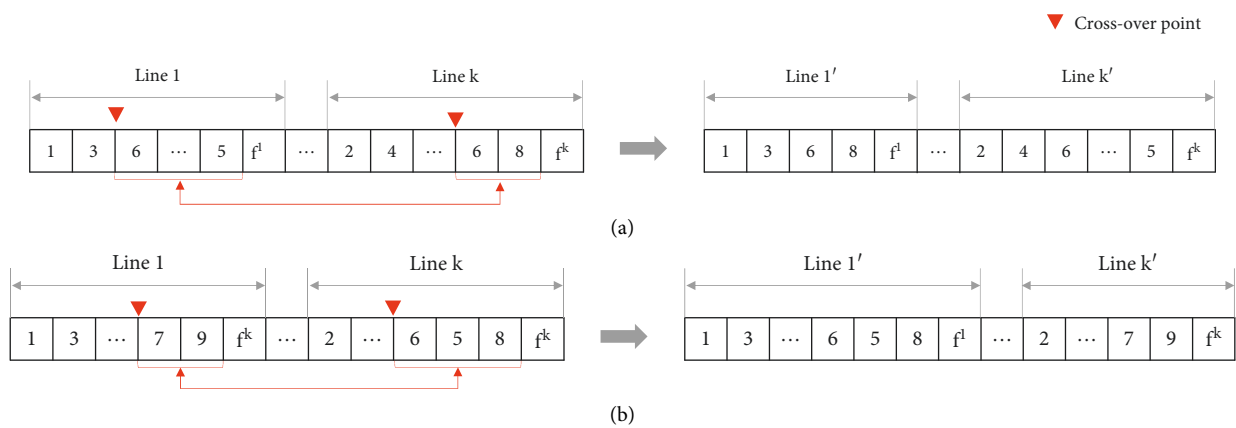 Cross-over point
Line 1 Line k Line 1′ Line k′
1 3 6 ... 5 f¹ ... 2 4 ... 6 8 fᵏ 1 3 6 8 f¹ ... 2 4 6 ... 5 fᵏ
(a)
Line 1 Line k Line 1′ Line k′
1 3 ... 7 9 fᵏ ... 2 ... 6 5 8 fᵏ 1 3 ... 6 5 8 f¹ ... 2 ... 7 9 fᵏ
(b)